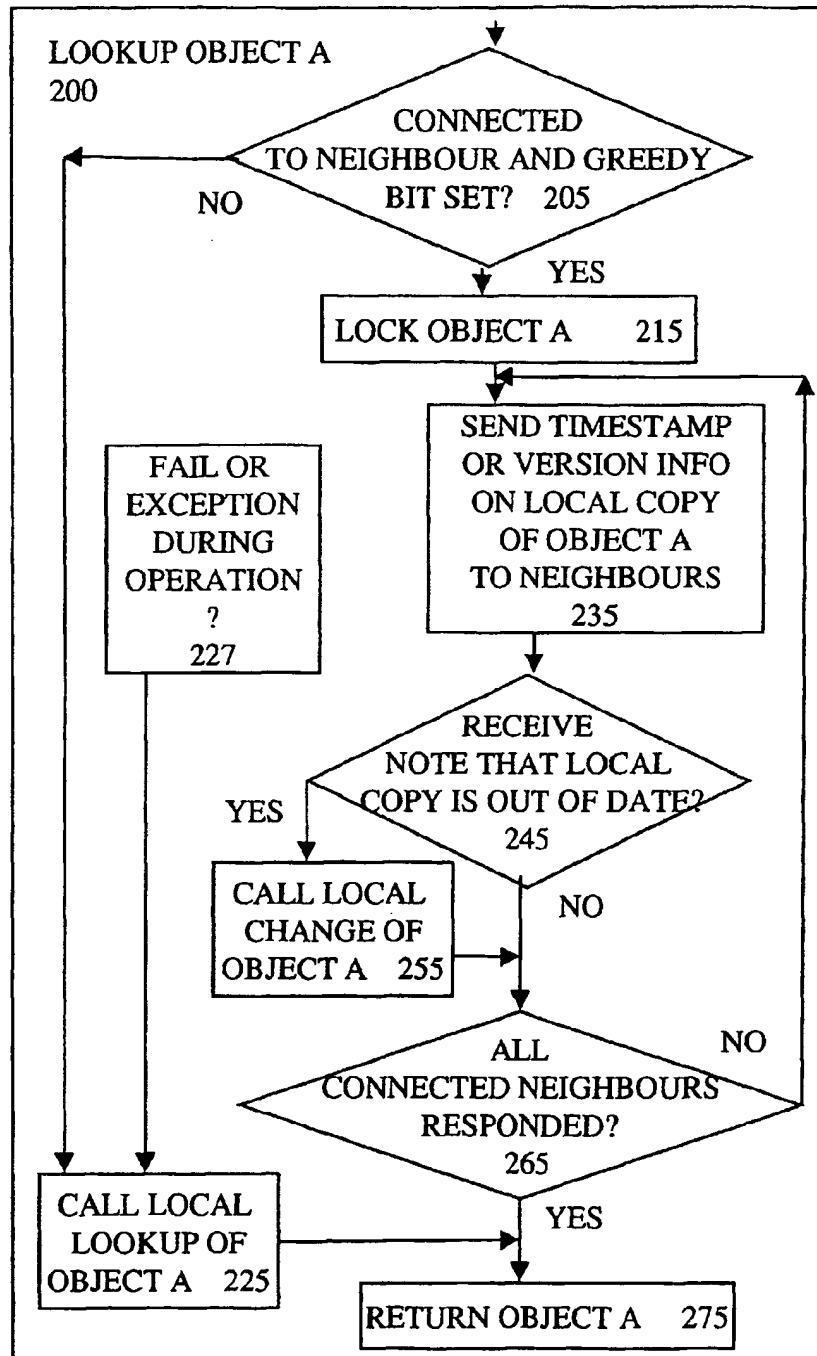 LOOKUP OBJECT A
200
CONNECTED
TO NEIGHBOUR AND GREEDY
BIT SET? 205
NO
YES
LOCK OBJECT A 215
SEND TIMESTAMP
OR VERSION INFO
ON LOCAL COPY
OF OBJECT A
TO NEIGHBOURS
235
FAIL OR
EXCEPTION
DURING
OPERATION
?
227
RECEIVE
NOTE THAT LOCAL
COPY IS OUT OF DATE?
245
YES
NO
CALL LOCAL
CHANGE OF
OBJECT A 255
ALL
CONNECTED NEIGHBOURS
RESPONDED?
265
NO
YES
CALL LOCAL
LOOKUP OF
OBJECT A 225
RETURN OBJECT A 275